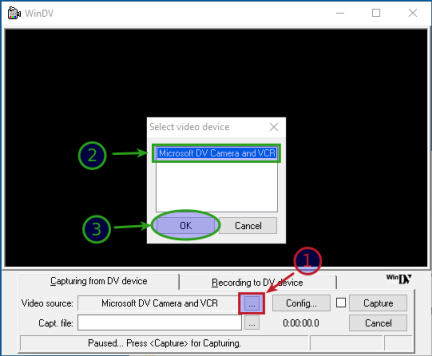 WinDV
Select video device
Microsoft DV Camera and VCR
2
3
OK
Cancel
1
Capturing from DV device
Recording to DV device
WinDV
Video source:
Microsoft DV Camera and VCR
...
Config...
Capture
Capt. file:
...
0:00:00.0
Cancel
Paused... Press <Capture> for Capturing.